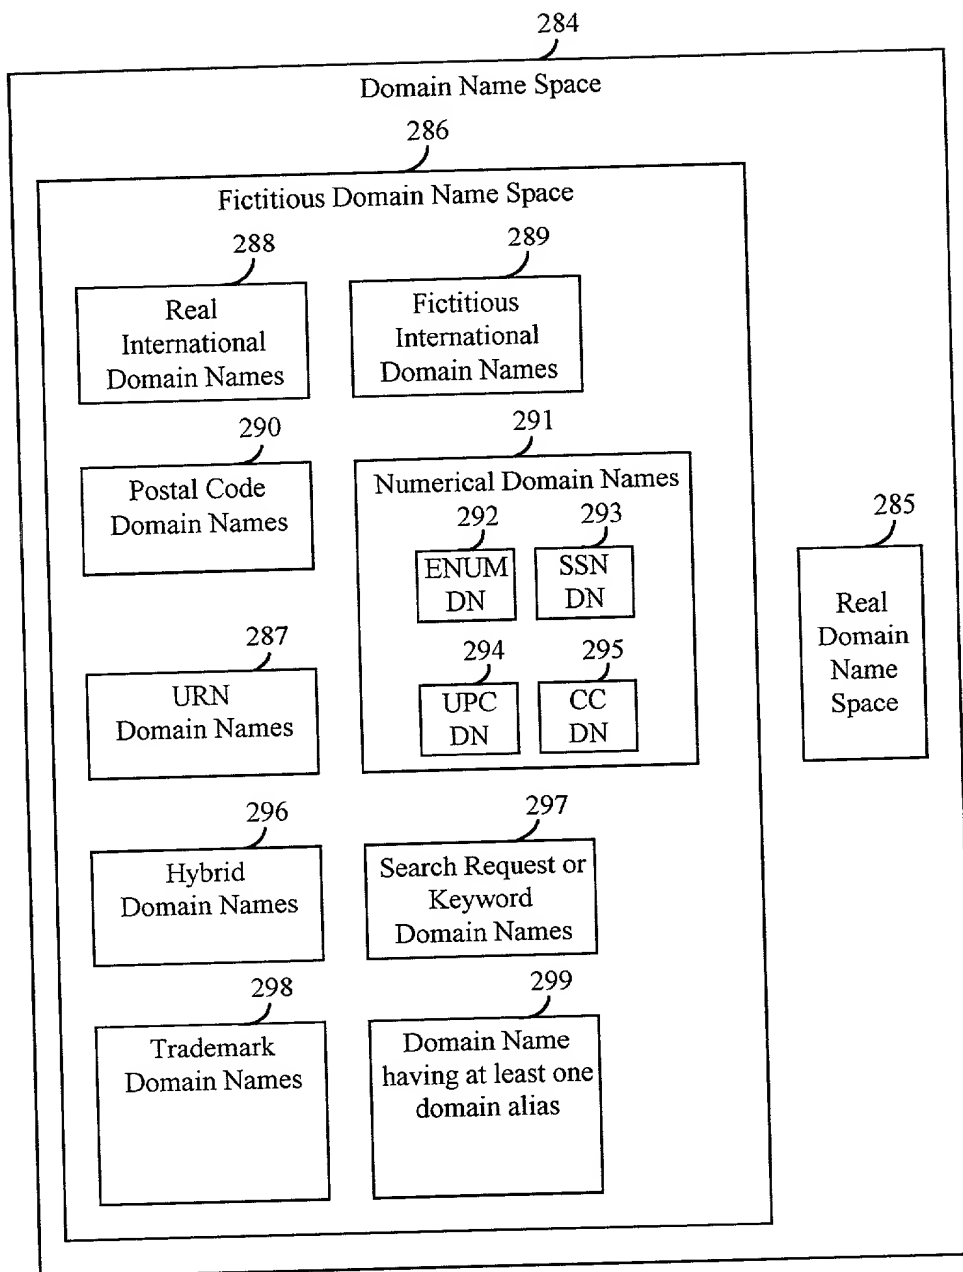 284
Domain Name Space
286
Fictitious Domain Name Space
288
Real
International
Domain Names
289
Fictitious
International
Domain Names
290
Postal Code
Domain Names
291
Numerical Domain Names
292
ENUM
DN
293
SSN
DN
294
UPC
DN
295
CC
DN
285
Real
Domain
Name
Space
287
URN
Domain Names
296
Hybrid
Domain Names
297
Search Request or
Keyword
Domain Names
298
Trademark
Domain Names
299
Domain Name
having at least one
domain alias